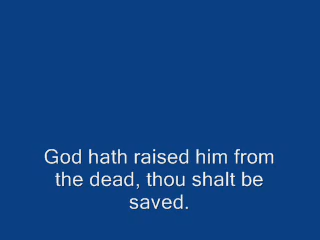 God hath raised him from
the dead, thou shalt be
saved.